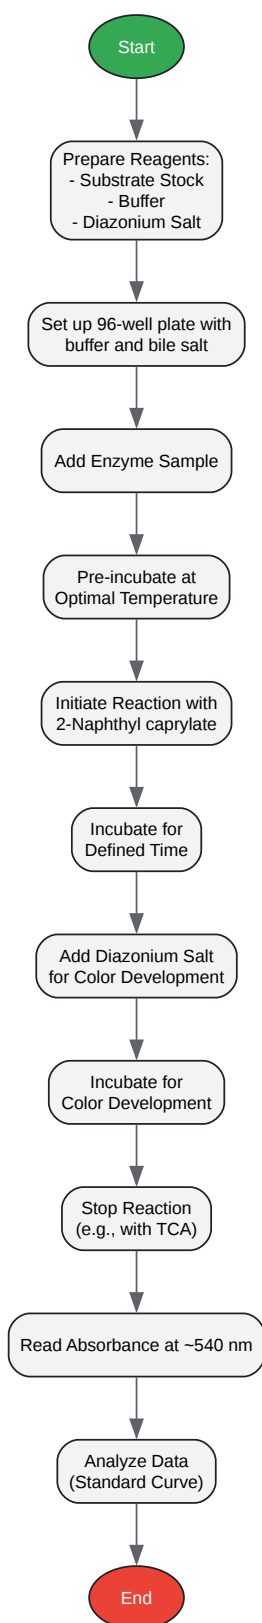 Start
Prepare Reagents:
- Substrate Stock
- Buffer
- Diazonium Salt
Set up 96-well plate with
buffer and bile salt
Add Enzyme Sample
Pre-incubate at
Optimal Temperature
Initiate Reaction with
2-Naphthyl caprylate
Incubate for
Defined Time
Add Diazonium Salt
for Color Development
Incubate for
Color Development
Stop Reaction
(e.g., with TCA)
Read Absorbance at ~540 nm
Analyze Data
(Standard Curve)
End